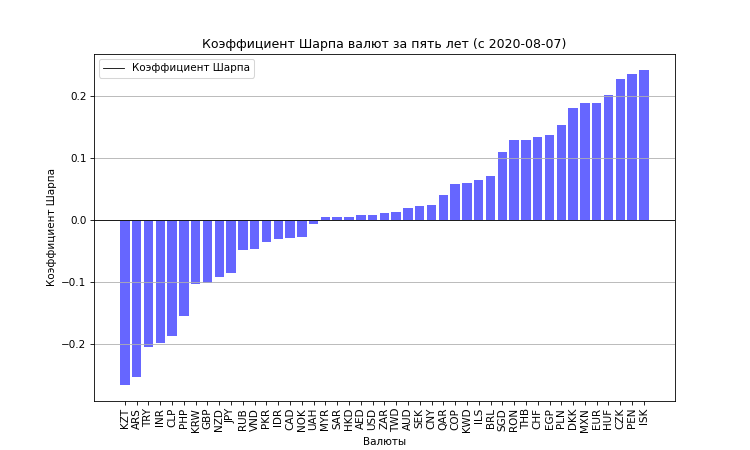 Коэффициент Шарпа валют за пять лет (с 2020-08-07)
Коэффициент Шарпа
Коэффициент Шарпа
0.2
0.1
0.0
−0.1
−0.2
KZT ARS TRY INR CLP PHP KRW GBP NZD JPY RUB VND PKR IDR CAD NOK UAH MYR SAR HKD AED USD ZAR TWD AUD SEK CNY QAR COP KWD ILS BRL SGD RON THB CHF EGP PLN DKK MXN EUR HUF CZK PEN ISK
Валюты